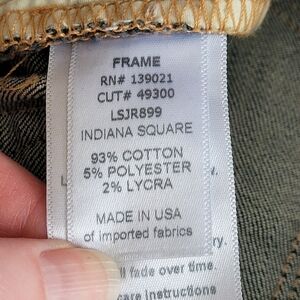 FRAME
RN# 139021
CUT# 49300
LSJR899
INDIANA SQUARE
93% COTTON
5% POLYESTER
2% LYCRA
MADE IN USA
of imported fabrics
fade over time.
care instructions